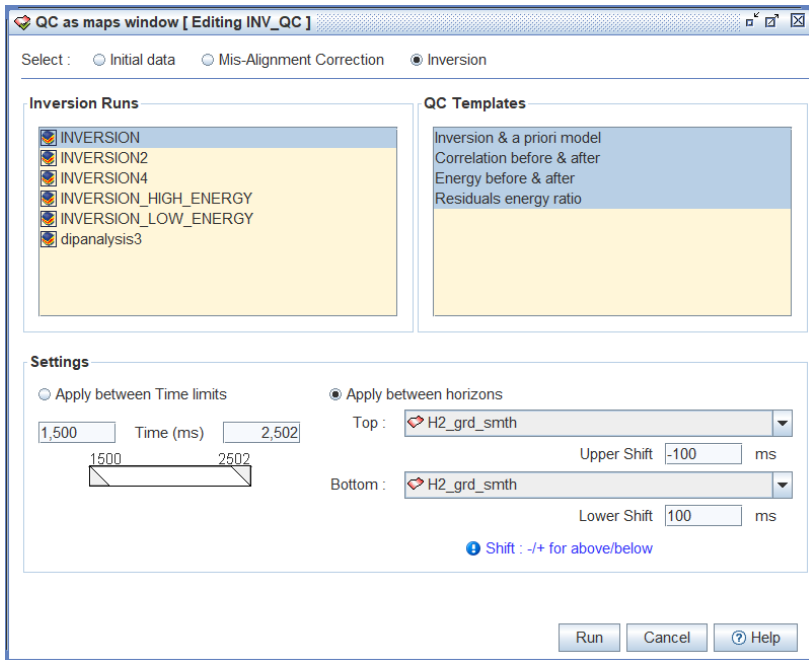 QC as maps window [ Editing INV_QC ]
Select : Initial data Mis-Alignment Correction Inversion
Inversion Runs
INVERSION
INVERSION2
INVERSION4
INVERSION_HIGH_ENERGY
INVERSION_LOW_ENERGY
dipanalysis3
QC Templates
Inversion & a priori model
Correlation before & after
Energy before & after
Residuals energy ratio
Settings
Apply between Time limits
1,500 Time (ms) 2,502
1500 2502
Apply between horizons
Top : H2_grd_smth
Upper Shift -100 ms
Bottom : H2_grd_smth
Lower Shift 100 ms
Shift : -/+ for above/below
Run Cancel Help